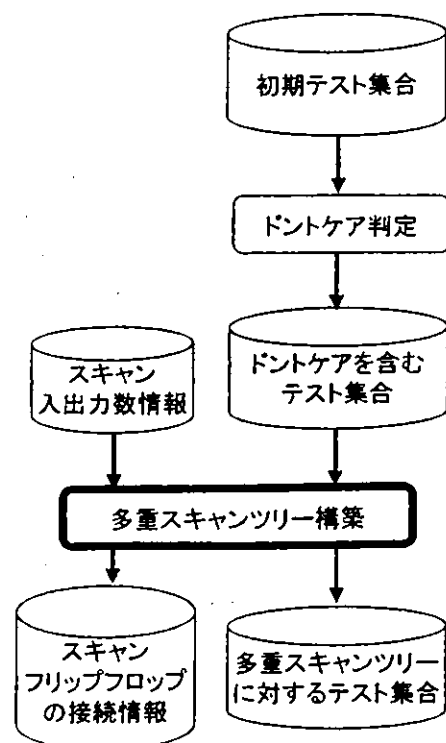 初期テスト集合
ドントケア判定
スキャン
入出力数情報
ドントケアを含む
テスト集合
多重スキャンツリー構築
スキャン
フリップフロップ
の接続情報
多重スキャンツリー
に対するテスト集合